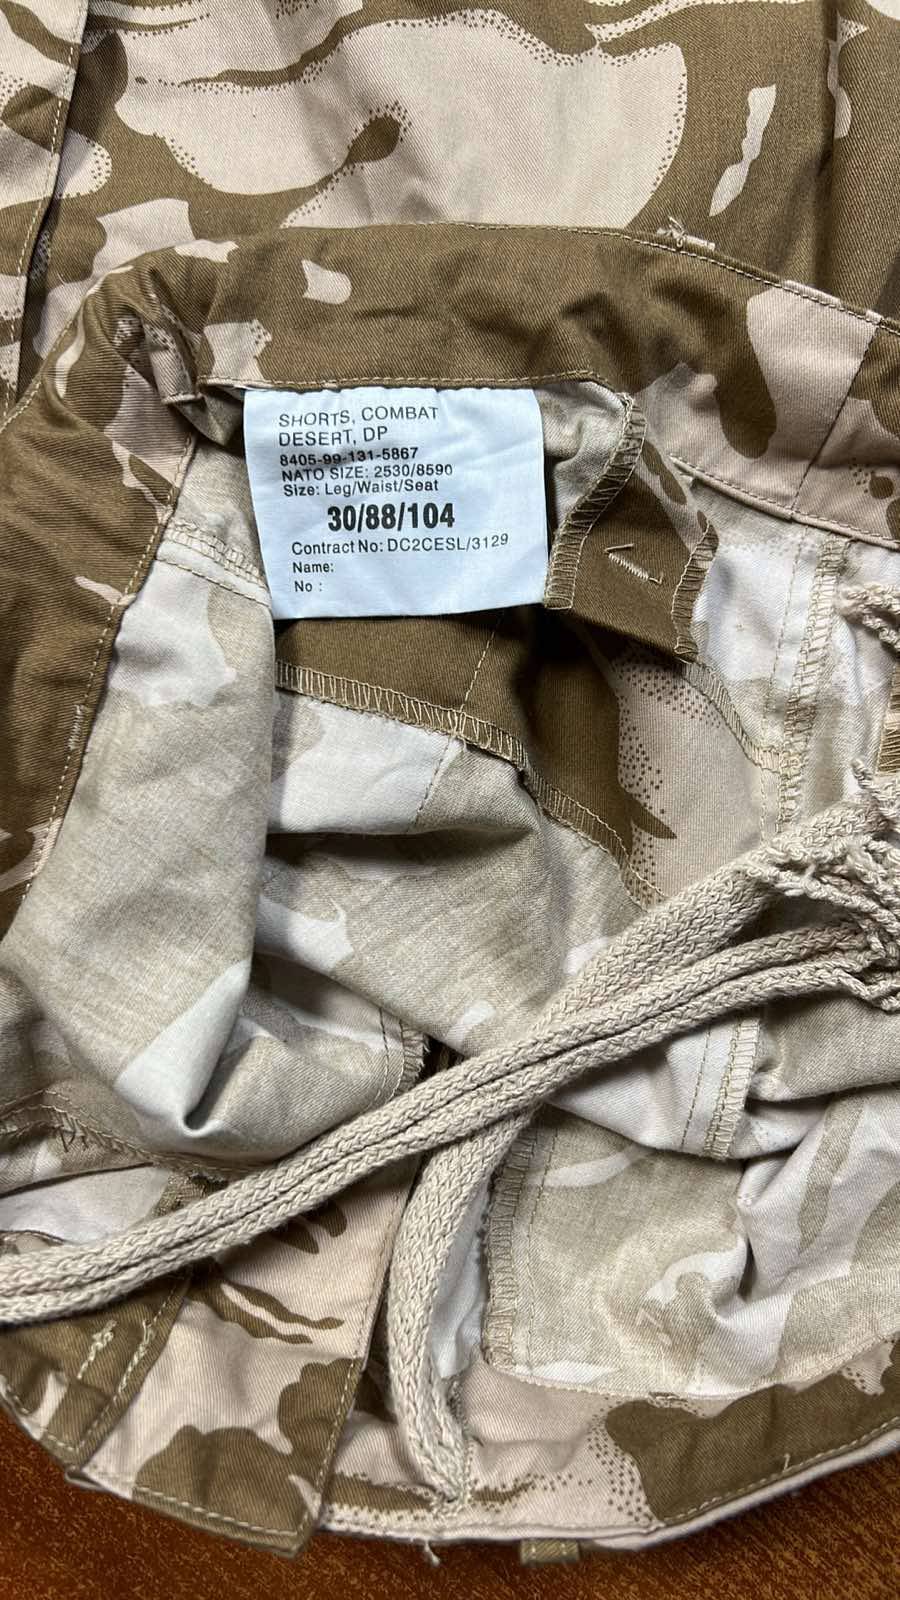 SHORTS, COMBAT
DESERT, DP
8405-99-131-5867
NATO SIZE: 2530/8590
Size: Leg/Waist/Seat
30/88/104
Contract No: DC2CESL/3129
Name:
No :